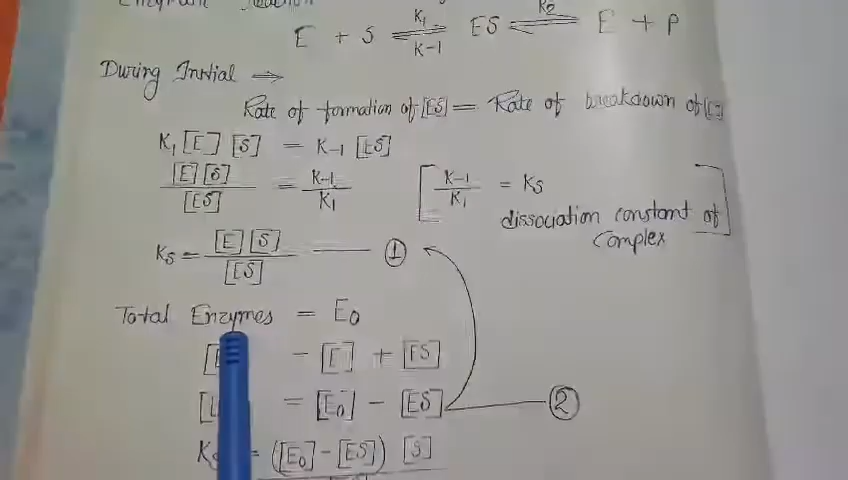 E + S ⇌ ES ⇌ E + P
K1 K-1 K2
During Initial ⇒
Rate of formation of [ES] = Rate of breakdown of
K1 [E] [S] = K-1 [ES]
[E][S] / [ES] = K-1 / K1 [ K-1 / K1 = KS
dissociation constant of complex ]
KS = [E][S] / [ES] —— ①
Total Enzymes = E0
- [E] + [ES]
= [E0] - [ES] —— ②
= ([E0] - [ES]) [S]